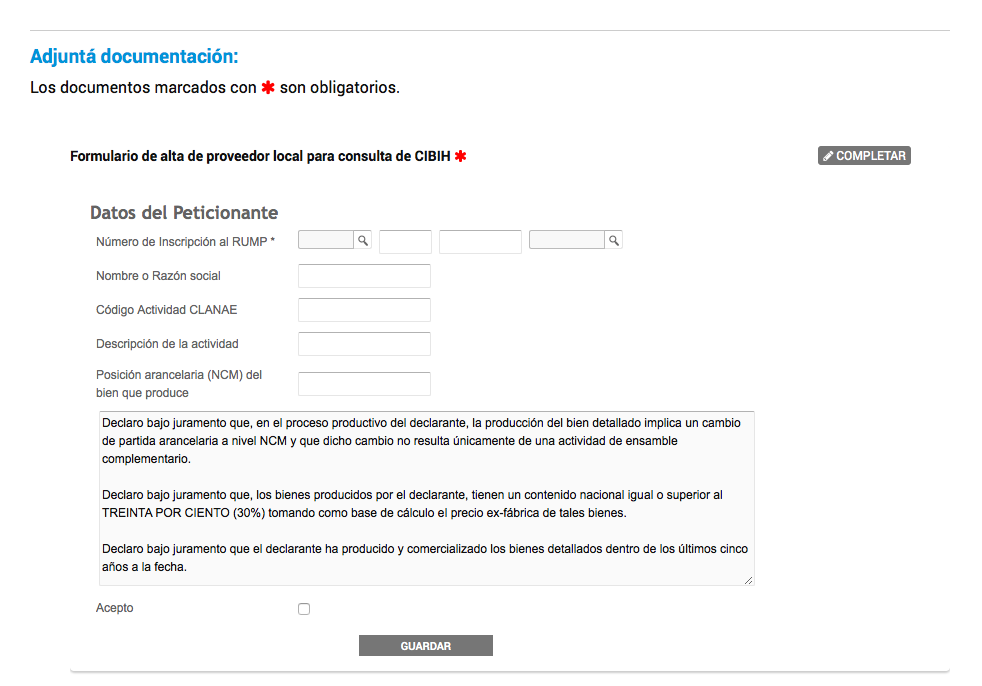 Adjuntá documentación:
Los documentos marcados con * son obligatorios.
Formulario de alta de proveedor local para consulta de CIBIH *
COMPLETAR
Datos del Peticionante
Número de Inscripción al RUMP *
Nombre o Razón social
Código Actividad CLANAE
Descripción de la actividad
Posición arancelaria (NCM) del
bien que produce
Declaro bajo juramento que, en el proceso productivo del declarante, la producción del bien detallado implica un cambio
de partida arancelaria a nivel NCM y que dicho cambio no resulta únicamente de una actividad de ensamble
complementario.
Declaro bajo juramento que, los bienes producidos por el declarante, tienen un contenido nacional igual o superior al
TREINTA POR CIENTO (30%) tomando como base de cálculo el precio ex-fábrica de tales bienes.
Declaro bajo juramento que el declarante ha producido y comercializado los bienes detallados dentro de los últimos cinco
años a la fecha.
Acepto
GUARDAR